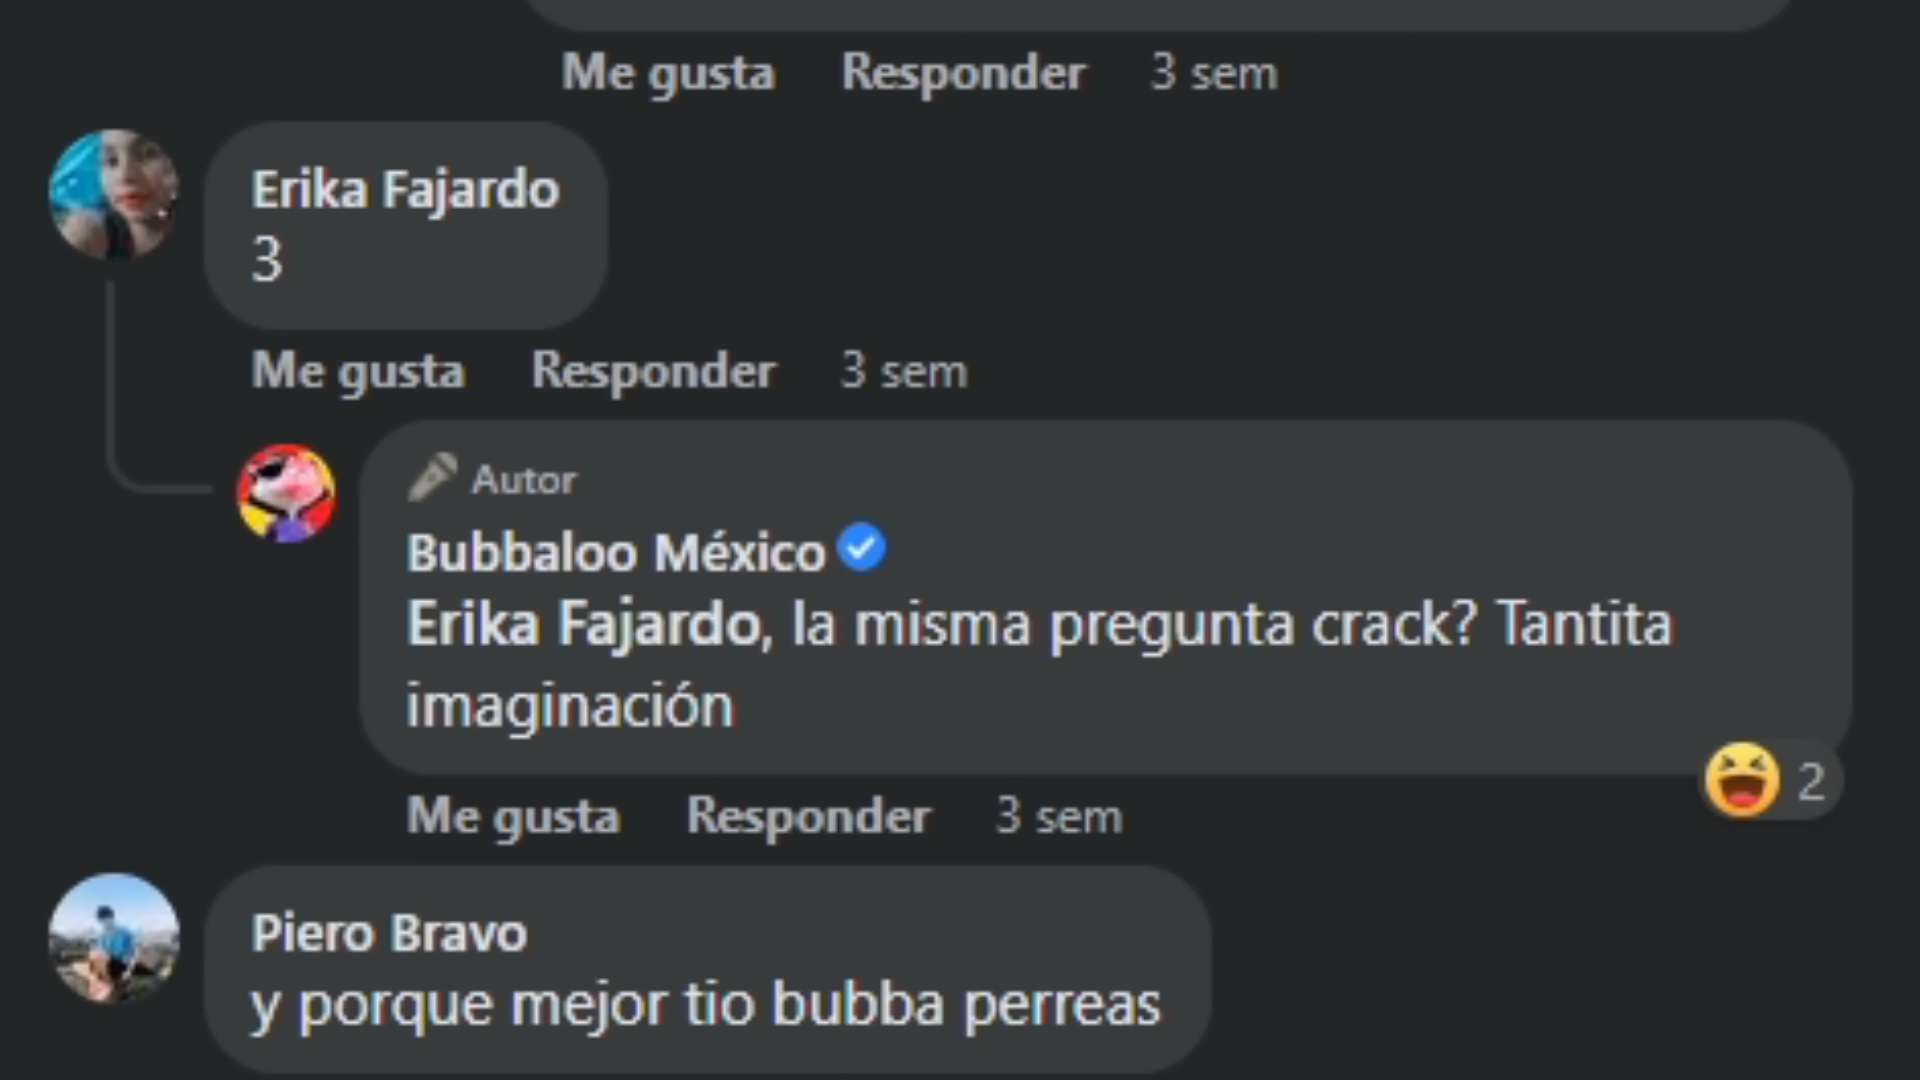 Me gusta Responder 3 sem
Erika Fajardo
3
Me gusta Responder 3 sem
Autor
Bubbaloo México
Erika Fajardo, la misma pregunta crack? Tantita
imaginación
2
Me gusta Responder 3 sem
Piero Bravo
y porque mejor tio bubba perreas